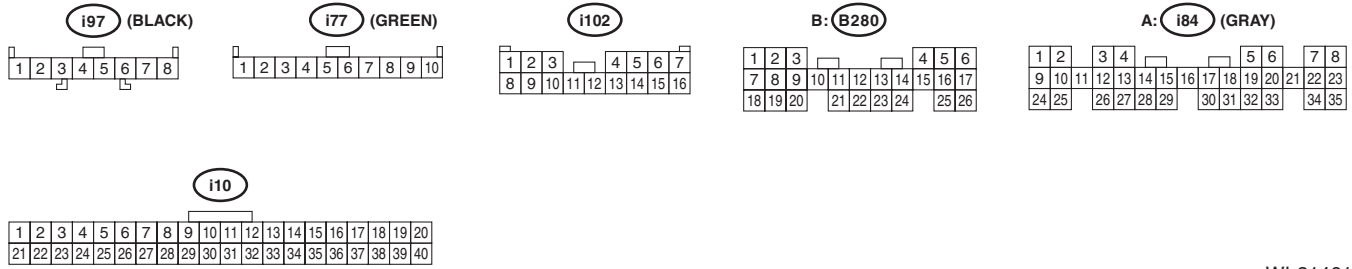 i97 (BLACK)
i77 (GREEN)
i102
B: B280
A: i84 (GRAY)
1 2 3 4 5 6 7 8
1 2 3 4 5 6 7 8 9 10
1 2 3 4 5 6 7
8 9 10 11 12 13 14 15 16
1 2 3 4 5 6
7 8 9 10 11 12 13 14 15 16 17
18 19 20 21 22 23 24 25 26
1 2 3 4 5 6 7 8
9 10 11 12 13 14 15 16 17 18 19 20 21 22 23
24 25 26 27 28 29 30 31 32 33 34 35
i10
1 2 3 4 5 6 7 8 9 10 11 12 13 14 15 16 17 18 19 20
21 22 23 24 25 26 27 28 29 30 31 32 33 34 35 36 37 38 39 40